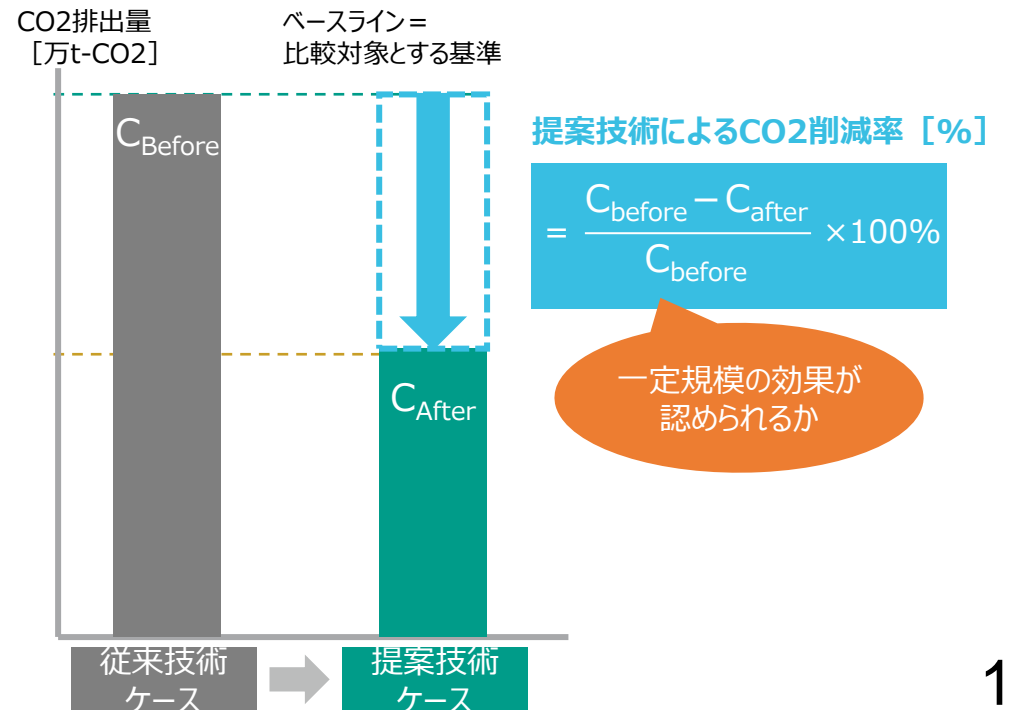 CO2排出量
［万t-CO2］
ベースライン＝
比較対象とする基準
CBefore
提案技術によるCO2削減率［%］
= Cbefore－Cafter
Cbefore
×100%
一定規模の効果が
認められるか
CAfter
従来技術
ケース
提案技術
ケース
1